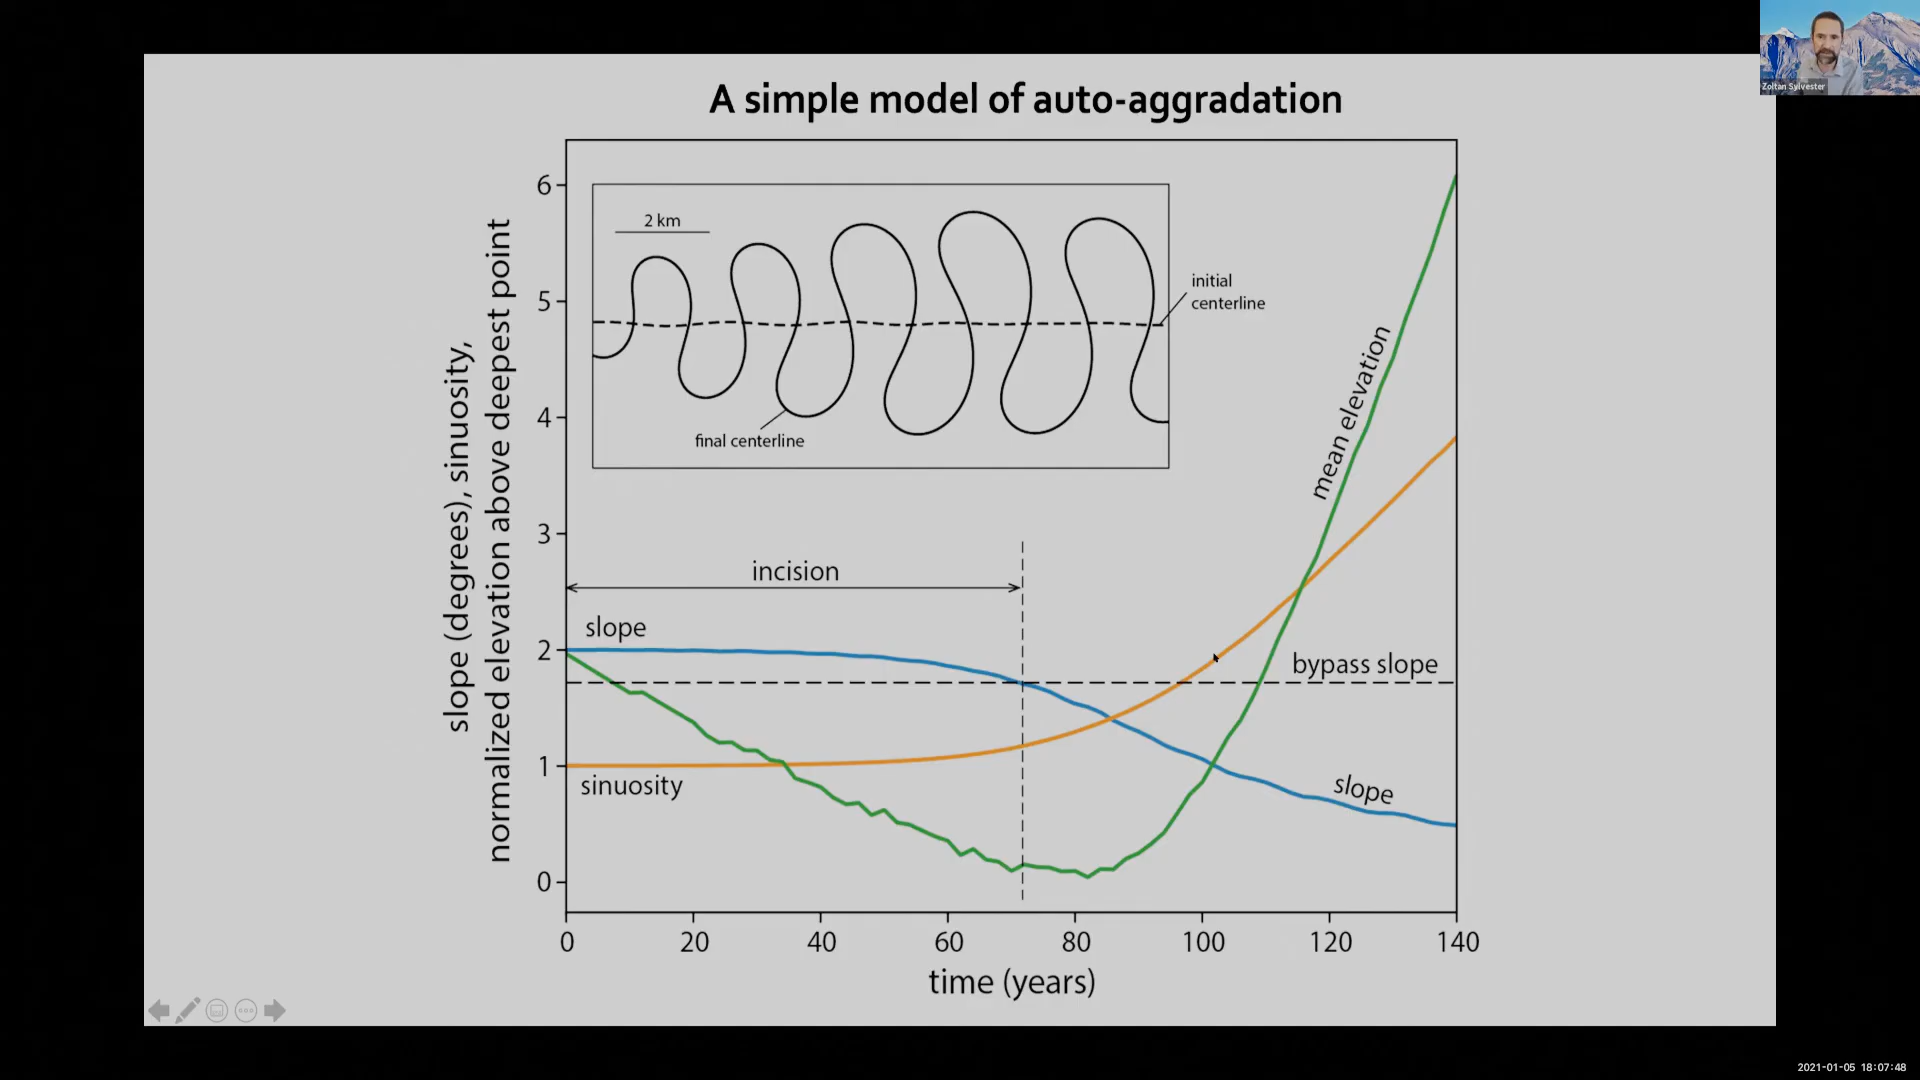 Zoltan Sylvester
A simple model of auto-aggradation
slope (degrees), sinuosity,
normalized elevation above deepest point
6
5
4
3
2
1
0
2 km
initial
centerline
final centerline
mean elevation
incision
slope
bypass slope
sinuosity
slope
0 20 40 60 80 100 120 140
time (years)
2021-01-05 18:07:48